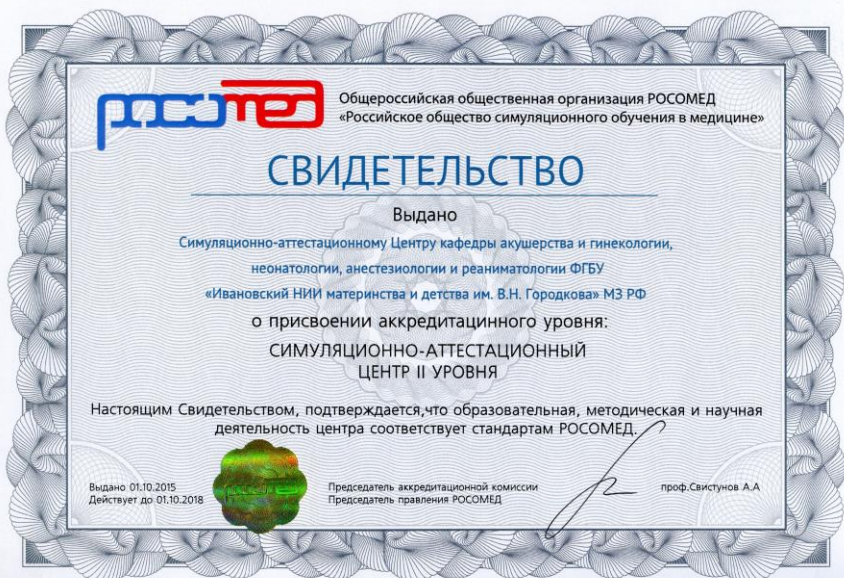 росомед
Общероссийская общественная организация РОСОМЕД
«Российское общество симуляционного обучения в медицине»
СВИДЕТЕЛЬСТВО
Выдано
Симуляционно-аттестационному Центру кафедры акушерства и гинекологии,
неонатологии, анестезиологии и реаниматологии ФГБУ
«Ивановский НИИ материнства и детства им. В.Н. Городкова» МЗ РФ
о присвоении аккредитацинного уровня:
СИМУЛЯЦИОННО-АТТЕСТАЦИОННЫЙ
ЦЕНТР II УРОВНЯ
Настоящим Свидетельством, подтверждается,что образовательная, методическая и научная
деятельность центра соответствует стандартам РОСОМЕД.
Выдано 01.10.2015
Действует до 01.10.2018
росомед
Председатель аккредитационной комиссии
Председатель правления РОСОМЕД
проф.Свистунов А.А